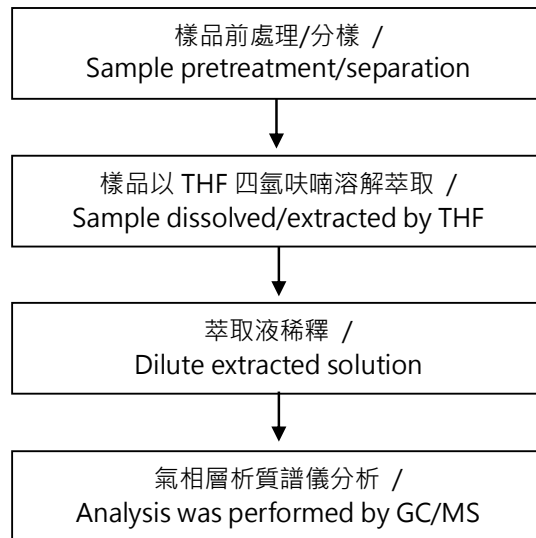 樣品前處理/分樣 /
Sample pretreatment/separation
樣品以 THF 四氫呋喃溶解萃取 /
Sample dissolved/extracted by THF
萃取液稀釋 /
Dilute extracted solution
氣相層析質譜儀分析 /
Analysis was performed by GC/MS